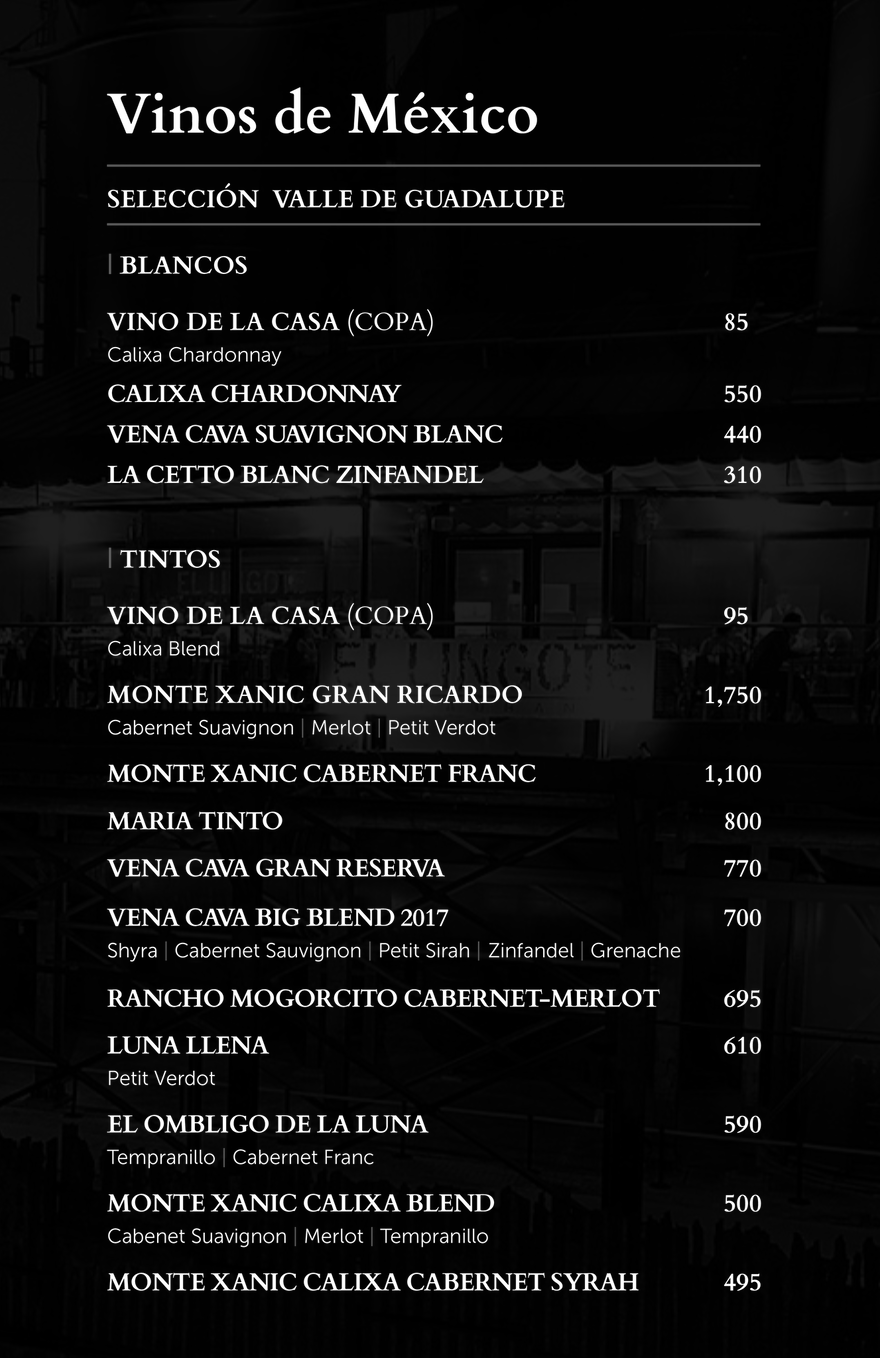 Vinos de México
SELECCIÓN VALLE DE GUADALUPE
| BLANCOS
VINO DE LA CASA (COPA) 85
Calixa Chardonnay
CALIXA CHARDONNAY 550
VENA CAVA SUAVIGNON BLANC 440
LA CETTO BLANC ZINFANDEL 310
| TINTOS
VINO DE LA CASA (COPA) 95
Calixa Blend
EL LINGOTE
MONTE XANIC GRAN RICARDO 1,750
Cabernet Suavignon | Merlot | Petit Verdot
MONTE XANIC CABERNET FRANC 1,100
MARIA TINTO 800
VENA CAVA GRAN RESERVA 770
VENA CAVA BIG BLEND 2017 700
Shyra | Cabernet Sauvignon | Petit Sirah | Zinfandel | Grenache
RANCHO MOGORCITO CABERNET-MERLOT 695
LUNA LLENA 610
Petit Verdot
EL OMBLIGO DE LA LUNA 590
Tempranillo | Cabernet Franc
MONTE XANIC CALIXA BLEND 500
Cabenet Suavignon | Merlot | Tempranillo
MONTE XANIC CALIXA CABERNET SYRAH 495